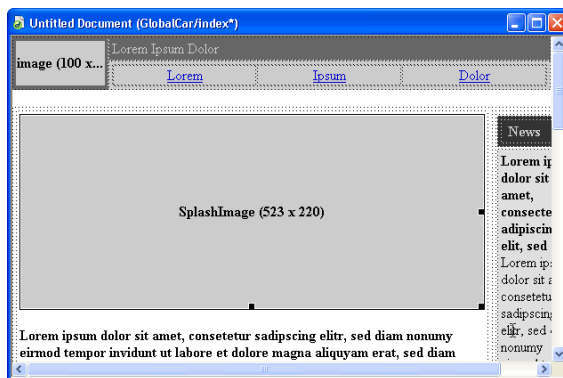 Untitled Document (GlobalCar/index*)
image (100 x...
Lorem Ipsum Dolor
Lorem Ipsum Dolor
SplashImage (523 x 220)
Lorem ipsum dolor sit amet, consetetur sadipscing elitr, sed diam nonumy
eirmod tempor invidunt ut labore et dolore magna aliquyam erat, sed diam
News
Lorem ip
dolor sit
amet,
consecte
adipiscin
elit, sed
Lorem ip
dolor sit a
consetetu
sadipscing
elitr, sed
nonumy